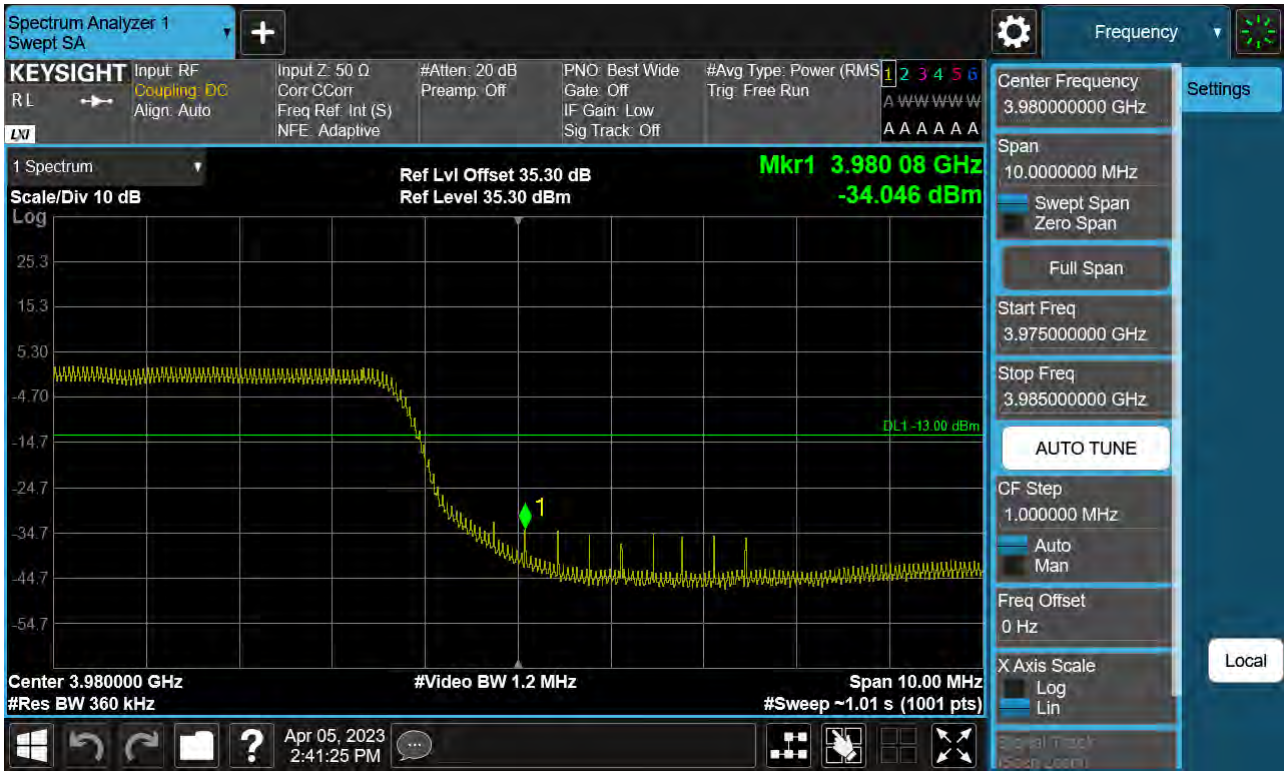 Spectrum Analyzer 1
Swept SA
+
Frequency
KEYSIGHT
RL
LXI
Input: RF
Coupling: DC
Align: Auto
Input Z: 50 Ω
Corr CCorr
Freq Ref: Int (S)
NFE: Adaptive
#Atten: 20 dB
Preamp: Off
PNO: Best Wide
Gate: Off
IF Gain: Low
Sig Track: Off
#Avg Type: Power (RMS
Trig: Free Run
1 2 3 4 5 6
A W W W W W
A A A A A A
1 Spectrum
Scale/Div 10 dB
Log
Ref Lvl Offset 35.30 dB
Ref Level 35.30 dBm
Mkr1 3.980 08 GHz
-34.046 dBm
25.3
15.3
5.30
-4.70
-14.7
-24.7
-34.7
-44.7
-54.7
DL1 -13.00 dBm
1
Center 3.980000 GHz
#Res BW 360 kHz
#Video BW 1.2 MHz
Span 10.00 MHz
#Sweep ~1.01 s (1001 pts)
Center Frequency
3.980000000 GHz
Settings
Span
10.0000000 MHz
Swept Span
Zero Span
Full Span
Start Freq
3.975000000 GHz
Stop Freq
3.985000000 GHz
AUTO TUNE
CF Step
1.000000 MHz
Auto
Man
Freq Offset
0 Hz
X Axis Scale
Log
Lin
Local
Signal Track
(Span Zoom)
?
Apr 05, 2023
2:41:25 PM